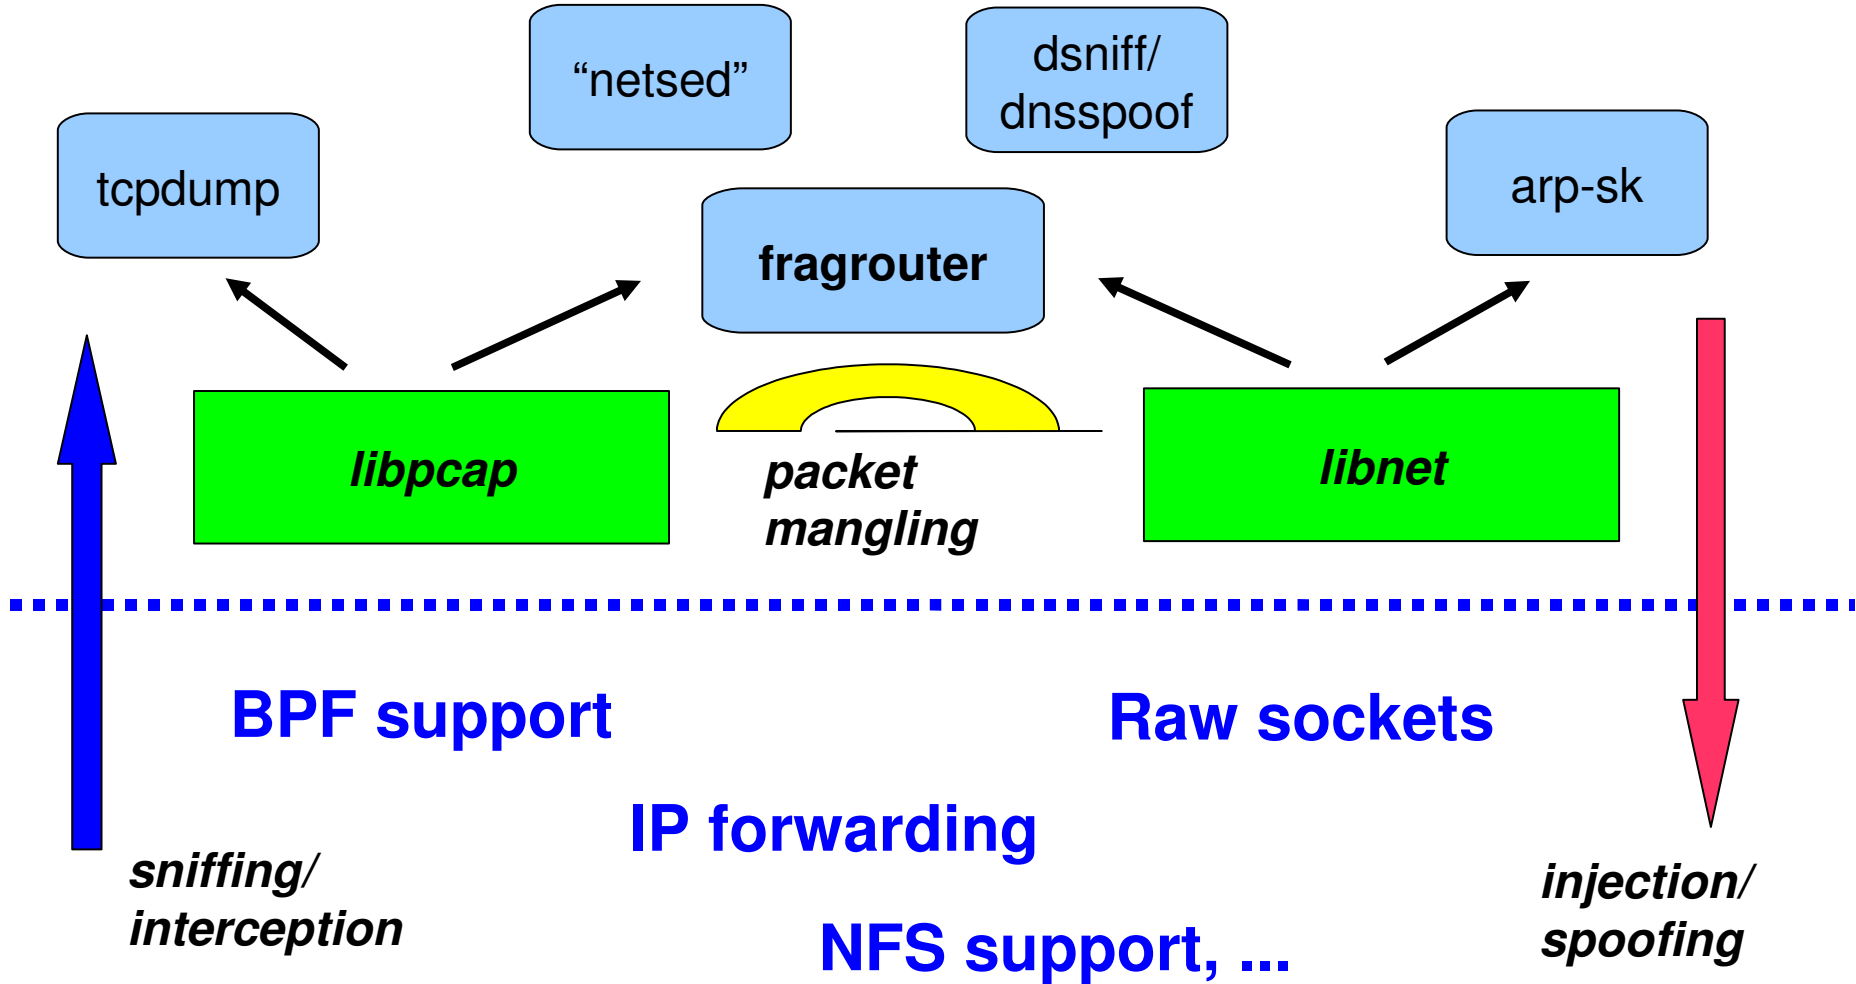 “netsed”
dsniff/
dnsspoof
tcpdump
arp-sk
fragrouter
libpcap
packet
mangling
libnet
BPF support
Raw sockets
IP forwarding
sniffing/
interception
injection/
spoofing
NFS support, ...